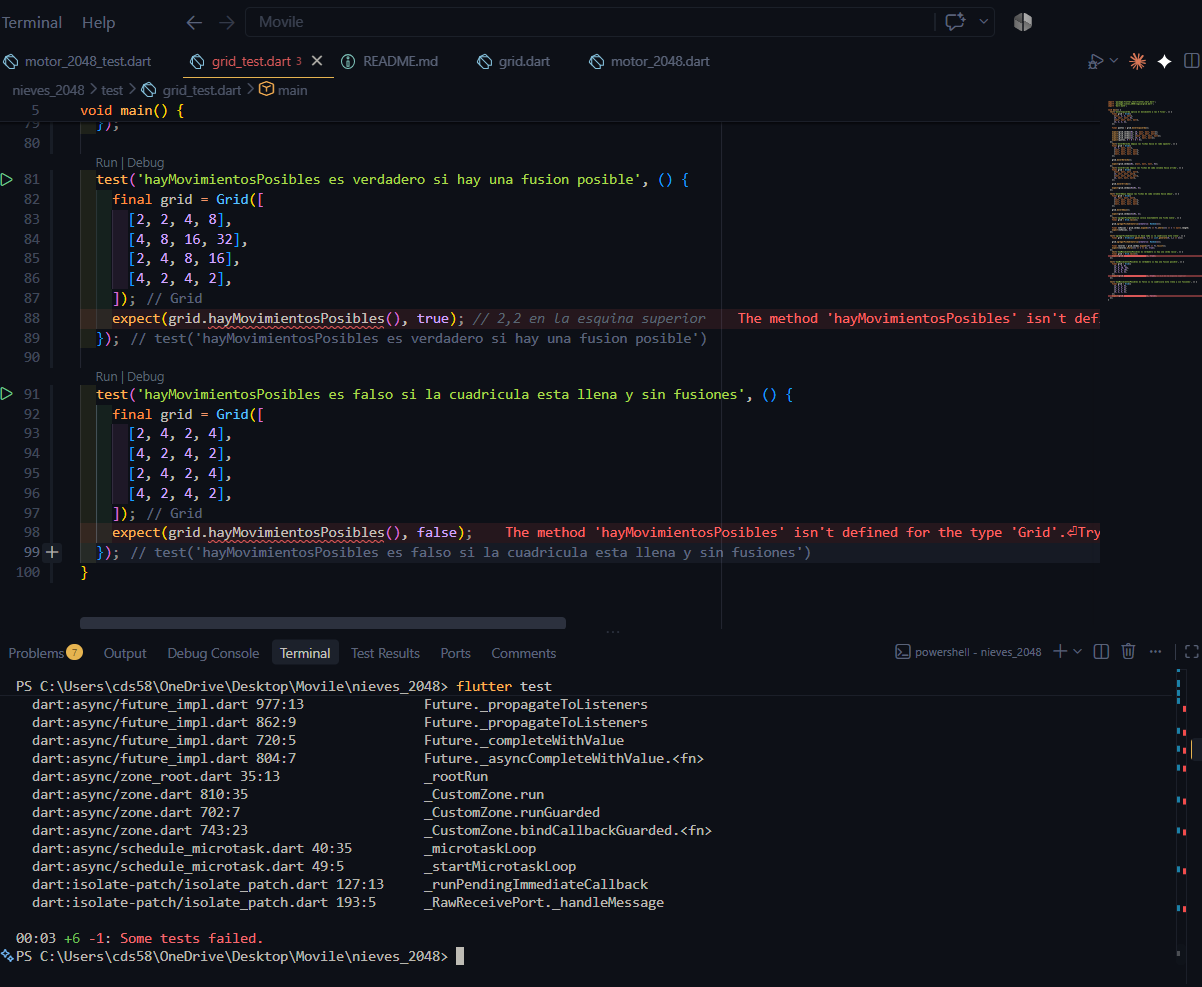 Terminal Help Movile
motor_2048_test.dart grid_test.dart 3 README.md grid.dart motor_2048.dart
nieves_2048 > test > grid_test.dart > main
5 void main() {
79 });
80
Run | Debug
81 test('hayMovimientosPosibles es verdadero si hay una fusion posible', () {
82 final grid = Grid([
83 [2, 2, 4, 8],
84 [4, 8, 16, 32],
85 [2, 4, 8, 16],
86 [4, 2, 4, 2],
87 ]); // Grid
88 expect(grid.hayMovimientosPosibles(), true); // 2,2 en la esquina superior The method 'hayMovimientosPosibles' isn't def
89 }); // test('hayMovimientosPosibles es verdadero si hay una fusion posible')
90
Run | Debug
91 test('hayMovimientosPosibles es falso si la cuadricula esta llena y sin fusiones', () {
92 final grid = Grid([
93 [2, 4, 2, 4],
94 [4, 2, 4, 2],
95 [2, 4, 2, 4],
96 [4, 2, 4, 2],
97 ]); // Grid
98 expect(grid.hayMovimientosPosibles(), false); The method 'hayMovimientosPosibles' isn't defined for the type 'Grid'.⏎Try
99 }); // test('hayMovimientosPosibles es falso si la cuadricula esta llena y sin fusiones')
100 }
Problems 7 Output Debug Console Terminal Test Results Ports Comments powershell - nieves_2048
PS C:\Users\cds58\OneDrive\Desktop\Movile\nieves_2048> flutter test
dart:async/future_impl.dart 977:13 Future._propagateToListeners
dart:async/future_impl.dart 862:9 Future._propagateToListeners
dart:async/future_impl.dart 720:5 Future._completeWithValue
dart:async/future_impl.dart 804:7 Future._asyncCompleteWithValue.<fn>
dart:async/zone_root.dart 35:13 _rootRun
dart:async/zone.dart 810:35 _CustomZone.run
dart:async/zone.dart 702:7 _CustomZone.runGuarded
dart:async/zone.dart 743:23 _CustomZone.bindCallbackGuarded.<fn>
dart:async/schedule_microtask.dart 40:35 _microtaskLoop
dart:async/schedule_microtask.dart 49:5 _startMicrotaskLoop
dart:isolate-patch/isolate_patch.dart 127:13 _runPendingImmediateCallback
dart:isolate-patch/isolate_patch.dart 193:5 _RawReceivePort._handleMessage
00:03 +6 -1: Some tests failed.
PS C:\Users\cds58\OneDrive\Desktop\Movile\nieves_2048>